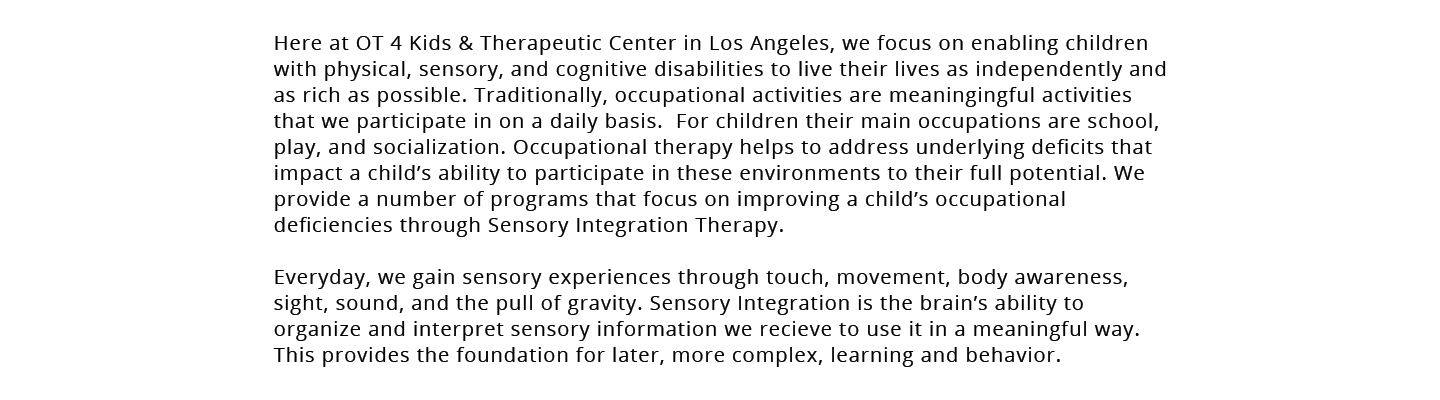 Here at OT 4 Kids & Therapeutic Center in Los Angeles, we focus on enabling children
with physical, sensory, and cognitive disabilities to live their lives as independently and
as rich as possible. Traditionally, occupational activities are meaningingful activities
that we participate in on a daily basis.  For children their main occupations are school,
play, and socialization. Occupational therapy helps to address underlying deficits that
impact a child’s ability to participate in these environments to their full potential. We
provide a number of programs that focus on improving a child’s occupational
deficiencies through Sensory Integration Therapy.

Everyday, we gain sensory experiences through touch, movement, body awareness,
sight, sound, and the pull of gravity. Sensory Integration is the brain’s ability to
organize and interpret sensory information we recieve to use it in a meaningful way.
This provides the foundation for later, more complex, learning and behavior.